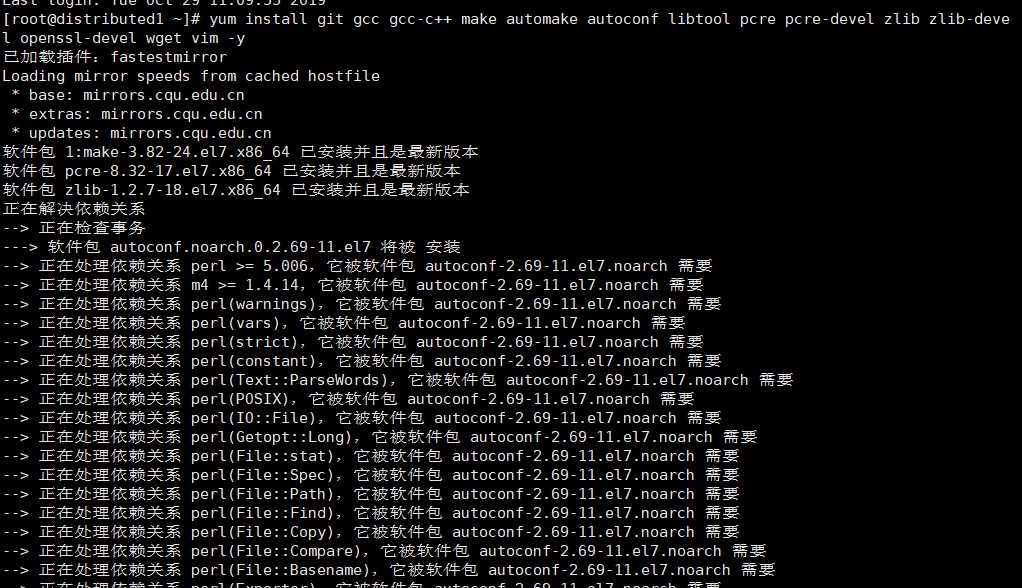 Last login: Tue Oct 29 11:09:55 2019
[root@distributed1 ~]# yum install git gcc gcc-c++ make automake autoconf libtool pcre pcre-devel zlib zlib-deve
l openssl-devel wget vim -y
已加载插件：fastestmirror
Loading mirror speeds from cached hostfile
 * base: mirrors.cqu.edu.cn
 * extras: mirrors.cqu.edu.cn
 * updates: mirrors.cqu.edu.cn
软件包 1:make-3.82-24.el7.x86_64 已安装并且是最新版本
软件包 pcre-8.32-17.el7.x86_64 已安装并且是最新版本
软件包 zlib-1.2.7-18.el7.x86_64 已安装并且是最新版本
正在解决依赖关系
--> 正在检查事务
---> 软件包 autoconf.noarch.0.2.69-11.el7 将被 安装
--> 正在处理依赖关系 perl >= 5.006，它被软件包 autoconf-2.69-11.el7.noarch 需要
--> 正在处理依赖关系 m4 >= 1.4.14，它被软件包 autoconf-2.69-11.el7.noarch 需要
--> 正在处理依赖关系 perl(warnings)，它被软件包 autoconf-2.69-11.el7.noarch 需要
--> 正在处理依赖关系 perl(vars)，它被软件包 autoconf-2.69-11.el7.noarch 需要
--> 正在处理依赖关系 perl(strict)，它被软件包 autoconf-2.69-11.el7.noarch 需要
--> 正在处理依赖关系 perl(constant)，它被软件包 autoconf-2.69-11.el7.noarch 需要
--> 正在处理依赖关系 perl(Text::ParseWords)，它被软件包 autoconf-2.69-11.el7.noarch 需要
--> 正在处理依赖关系 perl(POSIX)，它被软件包 autoconf-2.69-11.el7.noarch 需要
--> 正在处理依赖关系 perl(IO::File)，它被软件包 autoconf-2.69-11.el7.noarch 需要
--> 正在处理依赖关系 perl(Getopt::Long)，它被软件包 autoconf-2.69-11.el7.noarch 需要
--> 正在处理依赖关系 perl(File::stat)，它被软件包 autoconf-2.69-11.el7.noarch 需要
--> 正在处理依赖关系 perl(File::Spec)，它被软件包 autoconf-2.69-11.el7.noarch 需要
--> 正在处理依赖关系 perl(File::Path)，它被软件包 autoconf-2.69-11.el7.noarch 需要
--> 正在处理依赖关系 perl(File::Find)，它被软件包 autoconf-2.69-11.el7.noarch 需要
--> 正在处理依赖关系 perl(File::Copy)，它被软件包 autoconf-2.69-11.el7.noarch 需要
--> 正在处理依赖关系 perl(File::Compare)，它被软件包 autoconf-2.69-11.el7.noarch 需要
--> 正在处理依赖关系 perl(File::Basename)，它被软件包 autoconf-2.69-11.el7.noarch 需要
--> 正在处理依赖关系 perl(Exporter)，它被软件包 autoconf-2.69-11.el7.noarch 需要